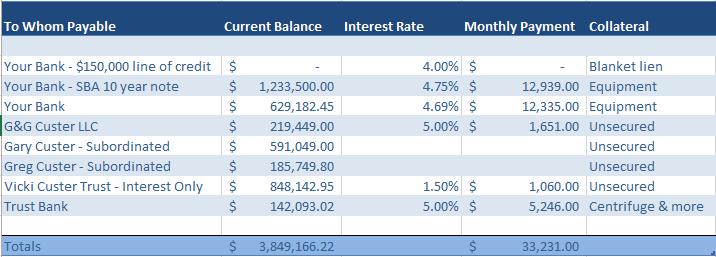 To Whom Payable Current Balance Interest Rate Monthly Payment Collateral
Your Bank - $150,000 line of credit $ - 4.00% $ - Blanket lien
Your Bank - SBA 10 year note $ 1,233,500.00 4.75% $ 12,939.00 Equipment
Your Bank $ 629,182.45 4.69% $ 12,335.00 Equipment
G&G Custer LLC $ 219,449.00 5.00% $ 1,651.00 Unsecured
Gary Custer - Subordinated $ 591,049.00 Unsecured
Greg Custer - Subordinated $ 185,749.80 Unsecured
Vicki Custer Trust - Interest Only $ 848,142.95 1.50% $ 1,060.00 Unsecured
Trust Bank $ 142,093.02 5.00% $ 5,246.00 Centrifuge & more
Totals $ 3,849,166.22 $ 33,231.00